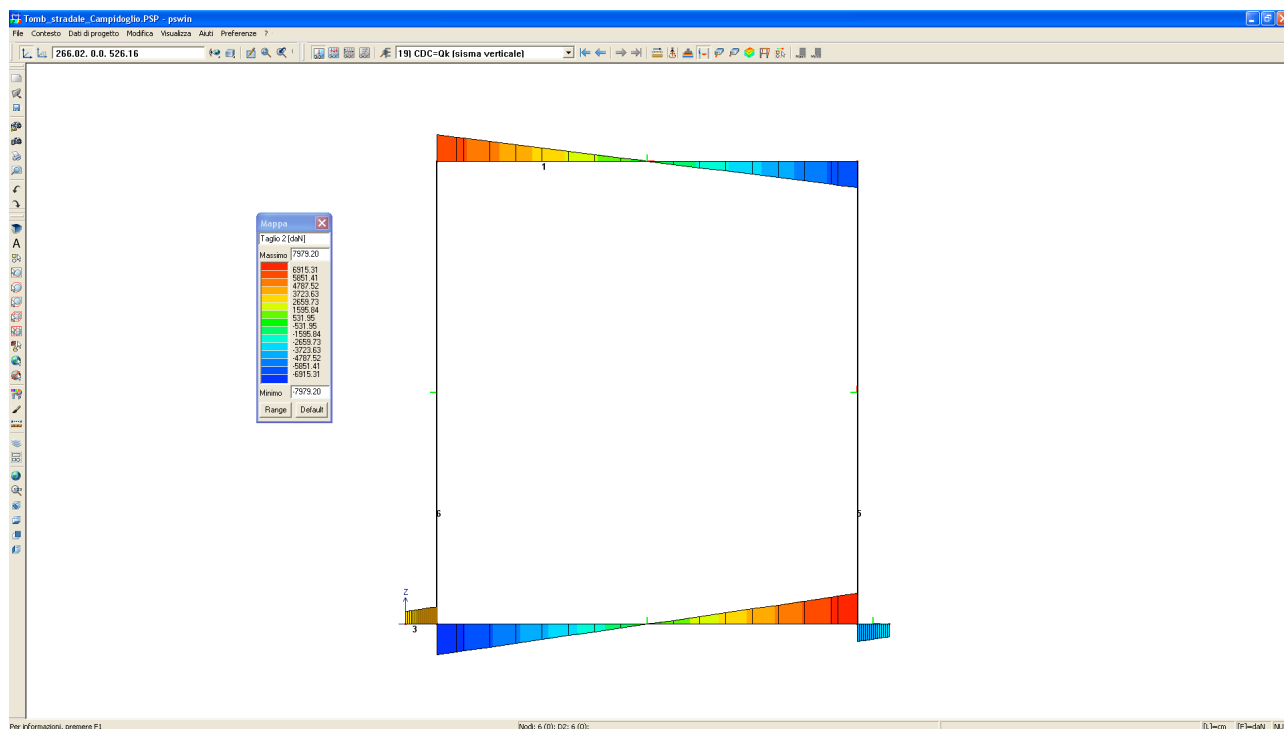 Tomb_stradale_Campidoglio.PSP - pswin
File Contesto Dati di progetto Modifica Visualizza Aiuti Preferenze ?
266.02. 0.0. 526.16
19) CDC=Qk (sisma verticale)
1
Mappa
Taglio 2 [daN]
Massimo 7979.20
6915.31
5851.41
4787.52
3723.63
2659.73
1595.84
531.95
-531.95
-1595.84
-2659.73
-3723.63
-4787.52
-5851.41
-6915.31
Minimo -7979.20
Range Default
A
6
5
Z
3
Per informazioni, premere F1
Nodi: 6 (0); D2: 6 (0);
[L]=cm [F]=daN NU